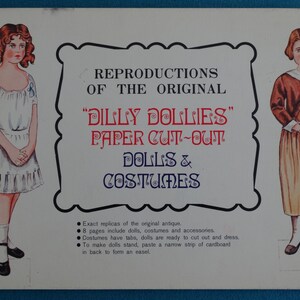 REPRODUCTIONS
OF THE ORIGINAL
"DILLY DOLLIES"
PAPER CUT-OUT
DOLLS &
COSTUMES
● Exact replicas of the original antique.
● 8 pages include dolls, costumes and accessories.
● Costumes have tabs, dolls are ready to cut out and dress.
● To make dolls stand, paste a narrow strip of cardboard
in back to form an easel.